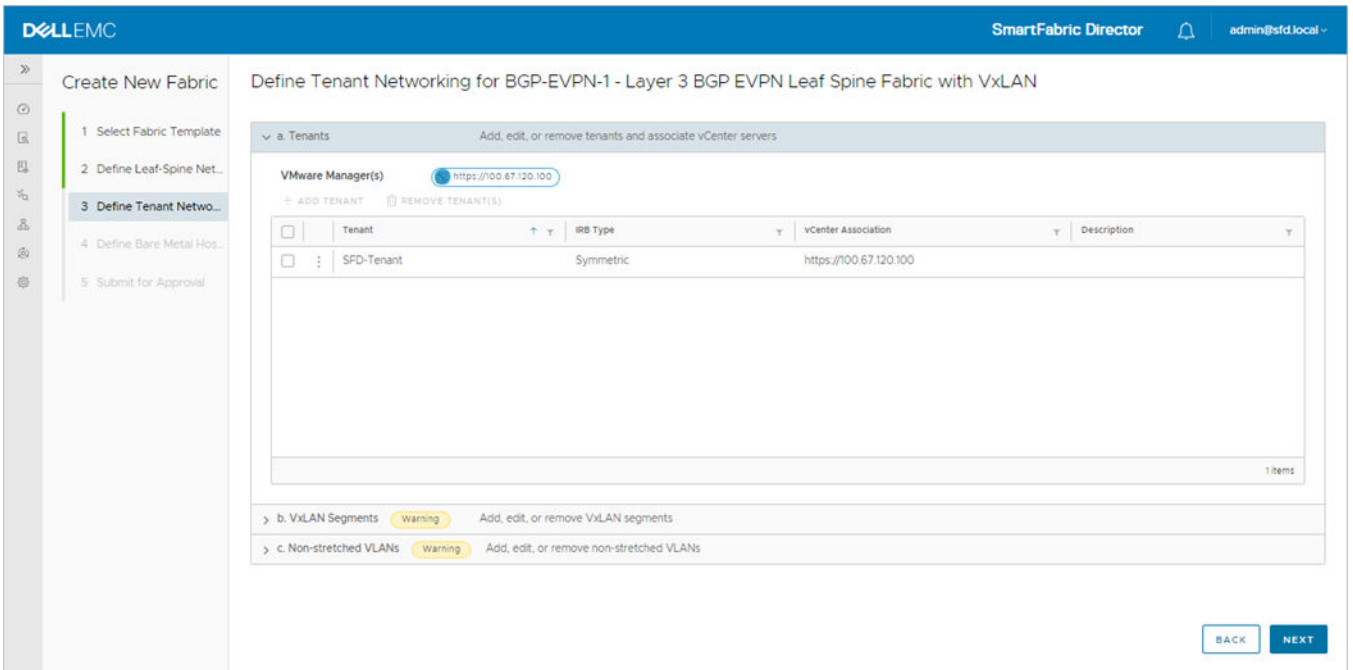 DELLEMC
SmartFabric Director
admin@sfd.local
Create New Fabric
1 Select Fabric Template
2 Define Leaf-Spine Net...
3 Define Tenant Netwo...
4 Define Bare Metal Hos...
5 Submit for Approval
Define Tenant Networking for BGP-EVPN-1 - Layer 3 BGP EVPN Leaf Spine Fabric with VxLAN
a. Tenants Add, edit, or remove tenants and associate vCenter servers
VMware Manager(s) https://100.67.120.100
+ ADD TENANT REMOVE TENANT(S)
Tenant IRB Type vCenter Association Description
SFD-Tenant Symmetric https://100.67.120.100
1 items
b. VxLAN Segments Warning Add, edit, or remove VxLAN segments
c. Non-stretched VLANs Warning Add, edit, or remove non-stretched VLANs
BACK NEXT